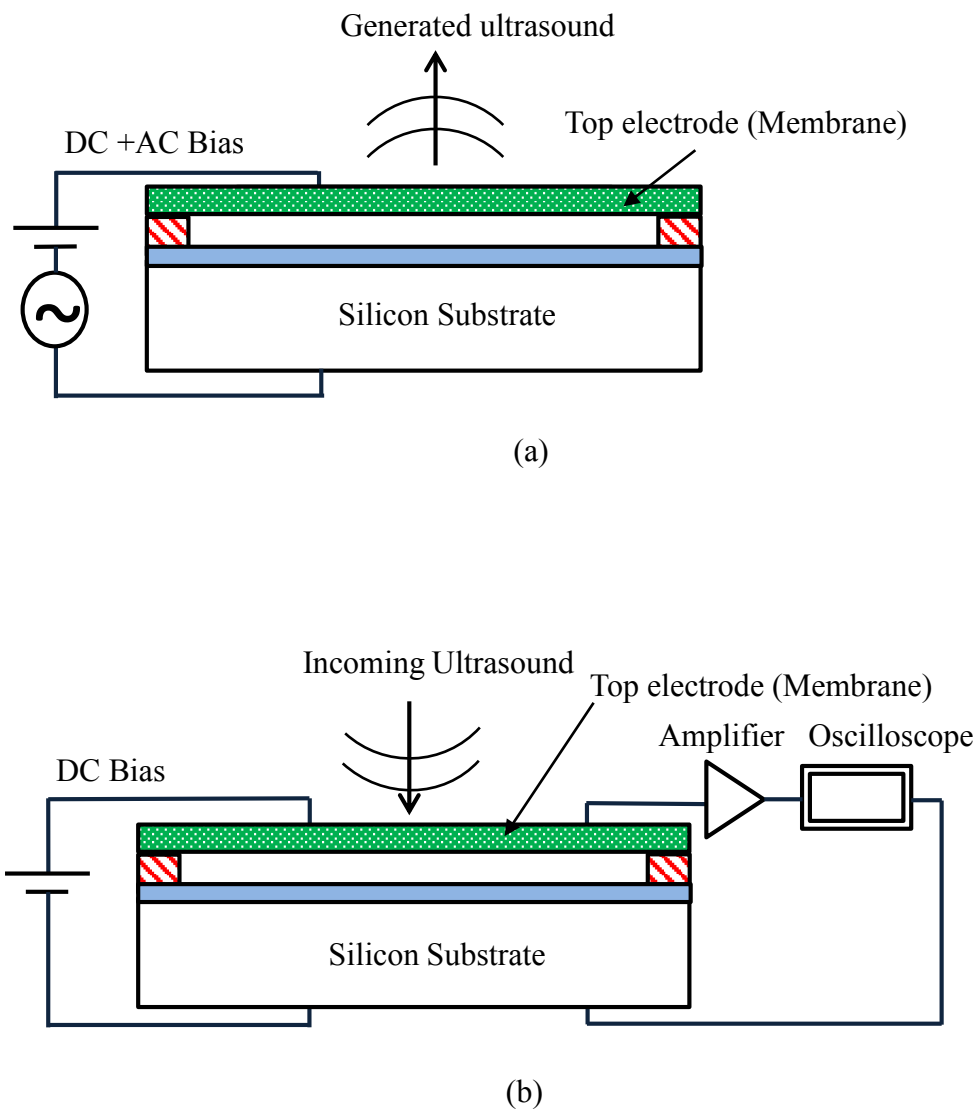 Generated ultrasound
Top electrode (Membrane)
DC +AC Bias
Silicon Substrate
(a)
Incoming Ultrasound
Top electrode (Membrane)
Amplifier Oscilloscope
DC Bias
Silicon Substrate
(b)